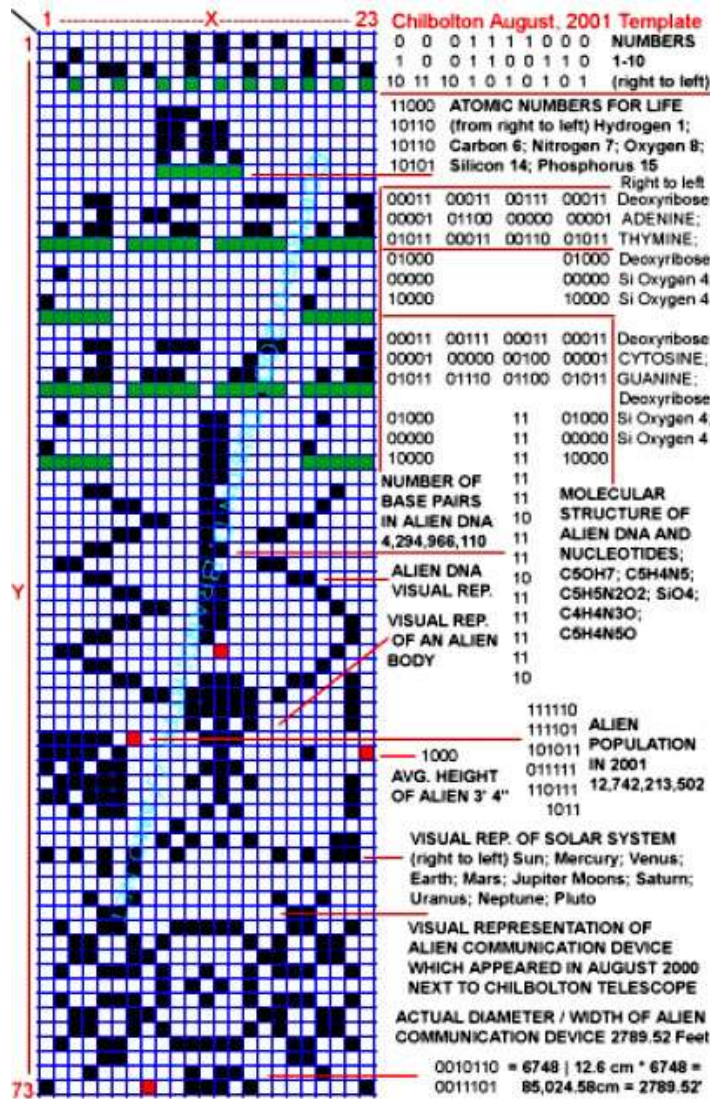 1 X 23
Chilbolton August, 2001 Template
1
0 0 0 1 1 1 1 0 0 0 NUMBERS
1 0 0 1 1 0 0 1 1 0 1-10
10 11 10 1 0 1 0 1 0 1 (right to left)
11000 ATOMIC NUMBERS FOR LIFE
10110 (from right to left) Hydrogen 1;
10110 Carbon 6; Nitrogen 7; Oxygen 8;
10101 Silicon 14; Phosphorus 15
Right to left
00011 00011 00111 00011 Deoxyribose
00001 01100 00000 00001 ADENINE;
01011 00011 00110 01011 THYMINE;
01000 01000 Deoxyribose
00000 00000 Si Oxygen 4
10000 10000 Si Oxygen 4
00011 00111 00011 00011 Deoxyribose
00001 00000 00100 00001 CYTOSINE;
01011 01110 01100 01011 GUANINE;
Deoxyribose
01000 11 01000 Si Oxygen 4;
00000 11 00000 Si Oxygen 4
10000 11 10000
11
11
10
11
11
10
11
11
11
11
11
10
NUMBER OF
BASE PAIRS
IN ALIEN DNA
4,294,966,110
MOLECULAR
STRUCTURE OF
ALIEN DNA AND
NUCLEOTIDES;
C5OH7; C5H4N5;
C5H5N2O2; SiO4;
C4H4N3O;
C5H4N5O
ALIEN DNA
VISUAL REP.
Y
VISUAL REP.
OF AN ALIEN
BODY
111110
111101
101011
011111
110111
1011
ALIEN
POPULATION
IN 2001
12,742,213,502
1000
AVG. HEIGHT
OF ALIEN 3' 4"
VISUAL REP. OF SOLAR SYSTEM
(right to left) Sun; Mercury; Venus;
Earth; Mars; Jupiter Moons; Saturn;
Uranus; Neptune; Pluto
VISUAL REPRESENTATION OF
ALIEN COMMUNICATION DEVICE
WHICH APPEARED IN AUGUST 2000
NEXT TO CHILBOLTON TELESCOPE
ACTUAL DIAMETER / WIDTH OF ALIEN
COMMUNICATION DEVICE 2789.52 Feet
0010110 = 6748 | 12.6 cm * 6748 =
73 0011101 85,024.58cm = 2789.52'